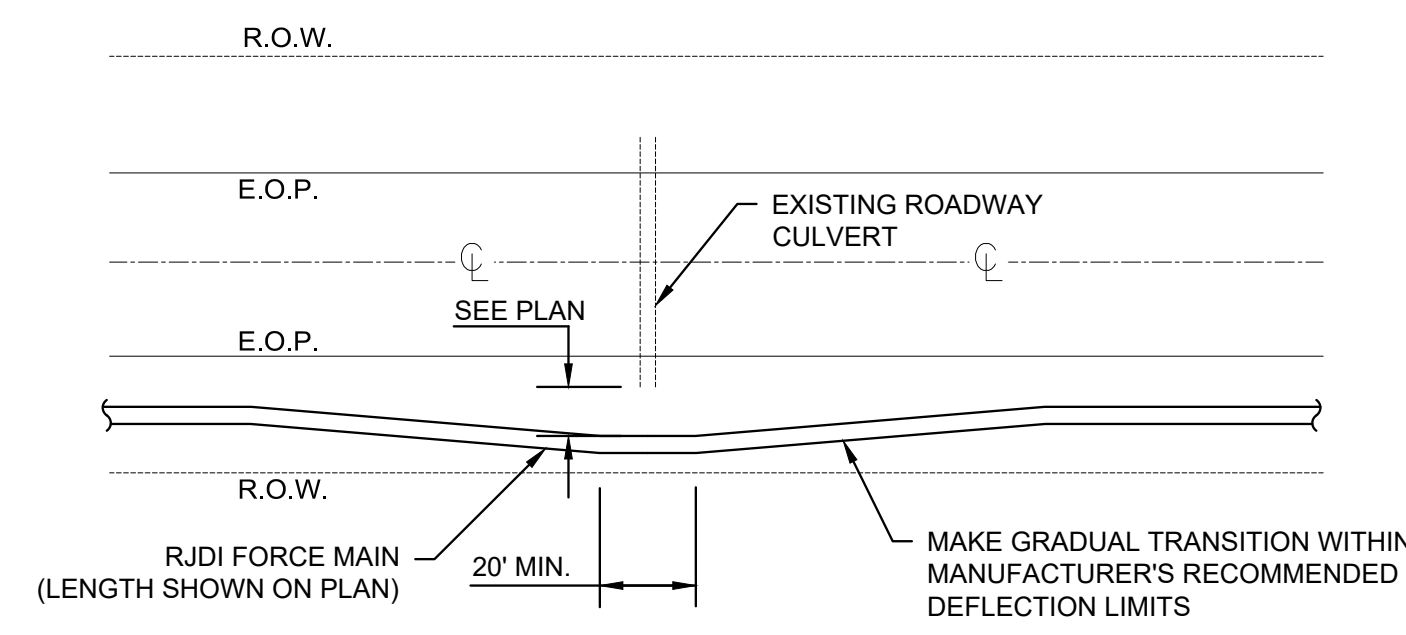 R.O.W.
E.O.P.
EXISTING ROADWAY
CULVERT
℄
℄
SEE PLAN
E.O.P.
R.O.W.
RJDI FORCE MAIN
(LENGTH SHOWN ON PLAN)
20' MIN.
MAKE GRADUAL TRANSITION WITHIN
MANUFACTURER'S RECOMMENDED
DEFLECTION LIMITS